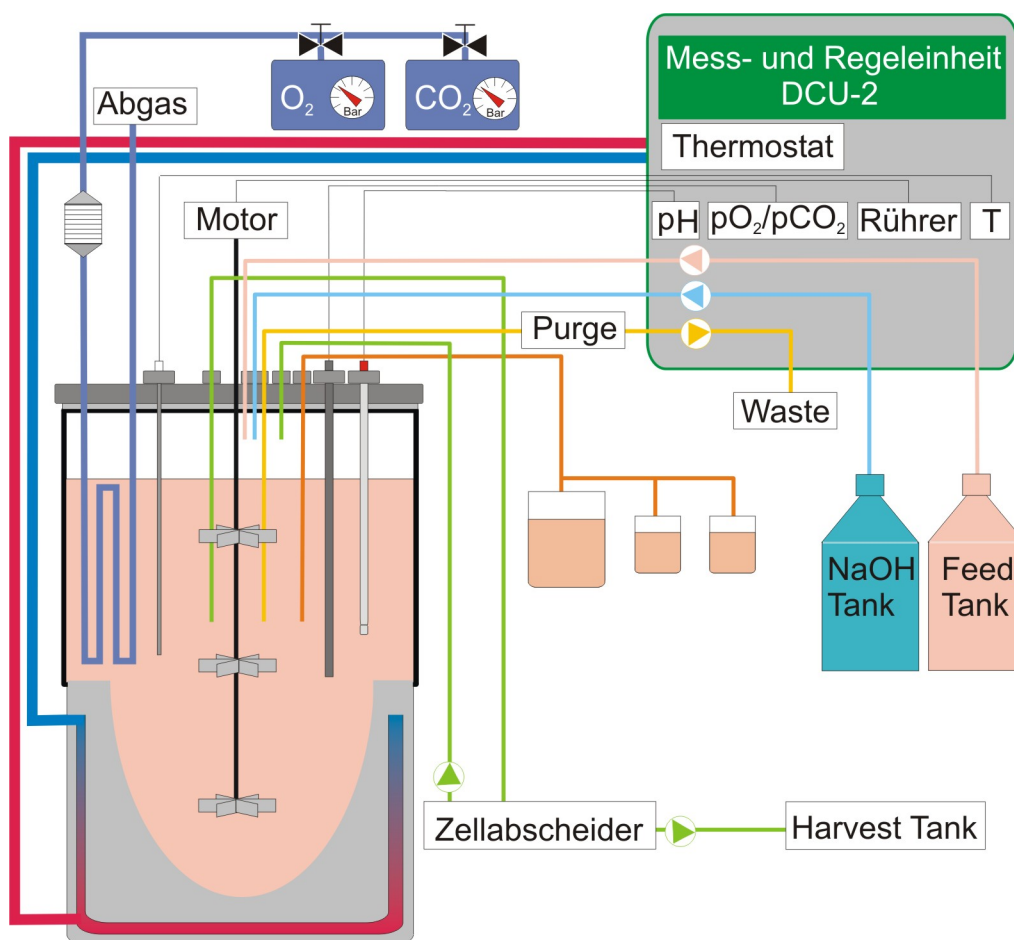 Mess- und Regeleinheit
DCU-2
O2
Bar
CO2
Bar
Abgas
Thermostat
Motor
pH
pO2/pCO2
Rührer
T
Purge
Waste
NaOH
Tank
Feed
Tank
Zellabscheider
Harvest Tank